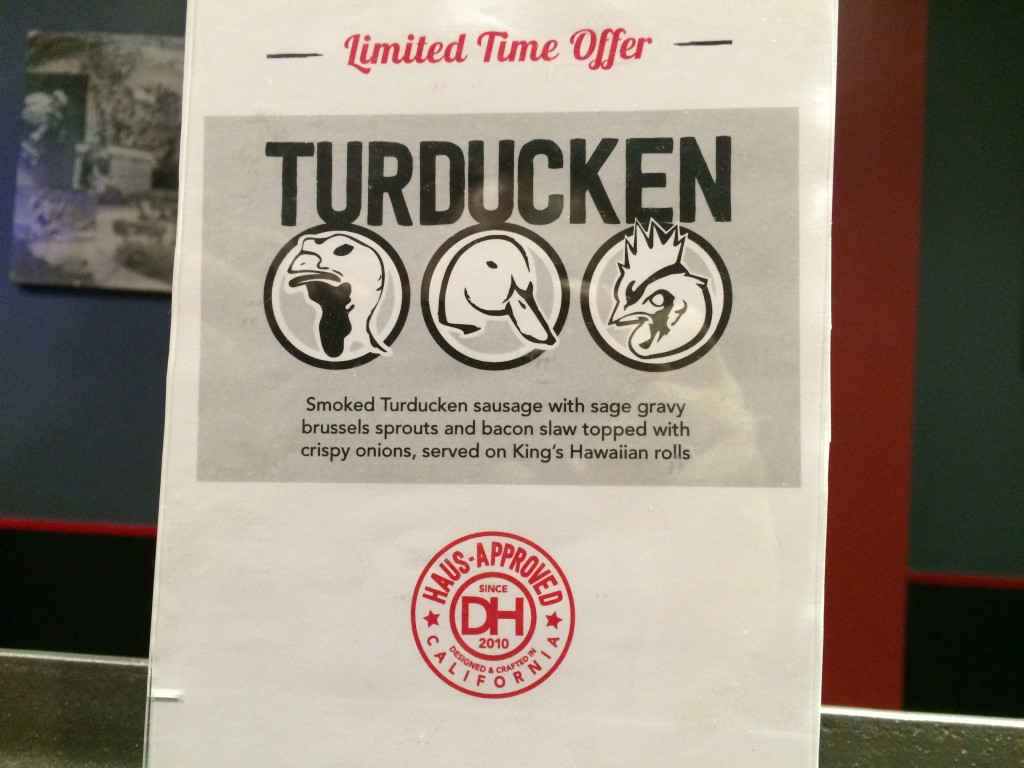 Limited Time Offer
TURDUCKEN
Smoked Turducken sausage with sage gravy
brussels sprouts and bacon slaw topped with
crispy onions, served on King's Hawaiian rolls
HAUS-APPROVED
SINCE
DH
2010
DESIGNED & CRAFTED IN
CALIFORNIA